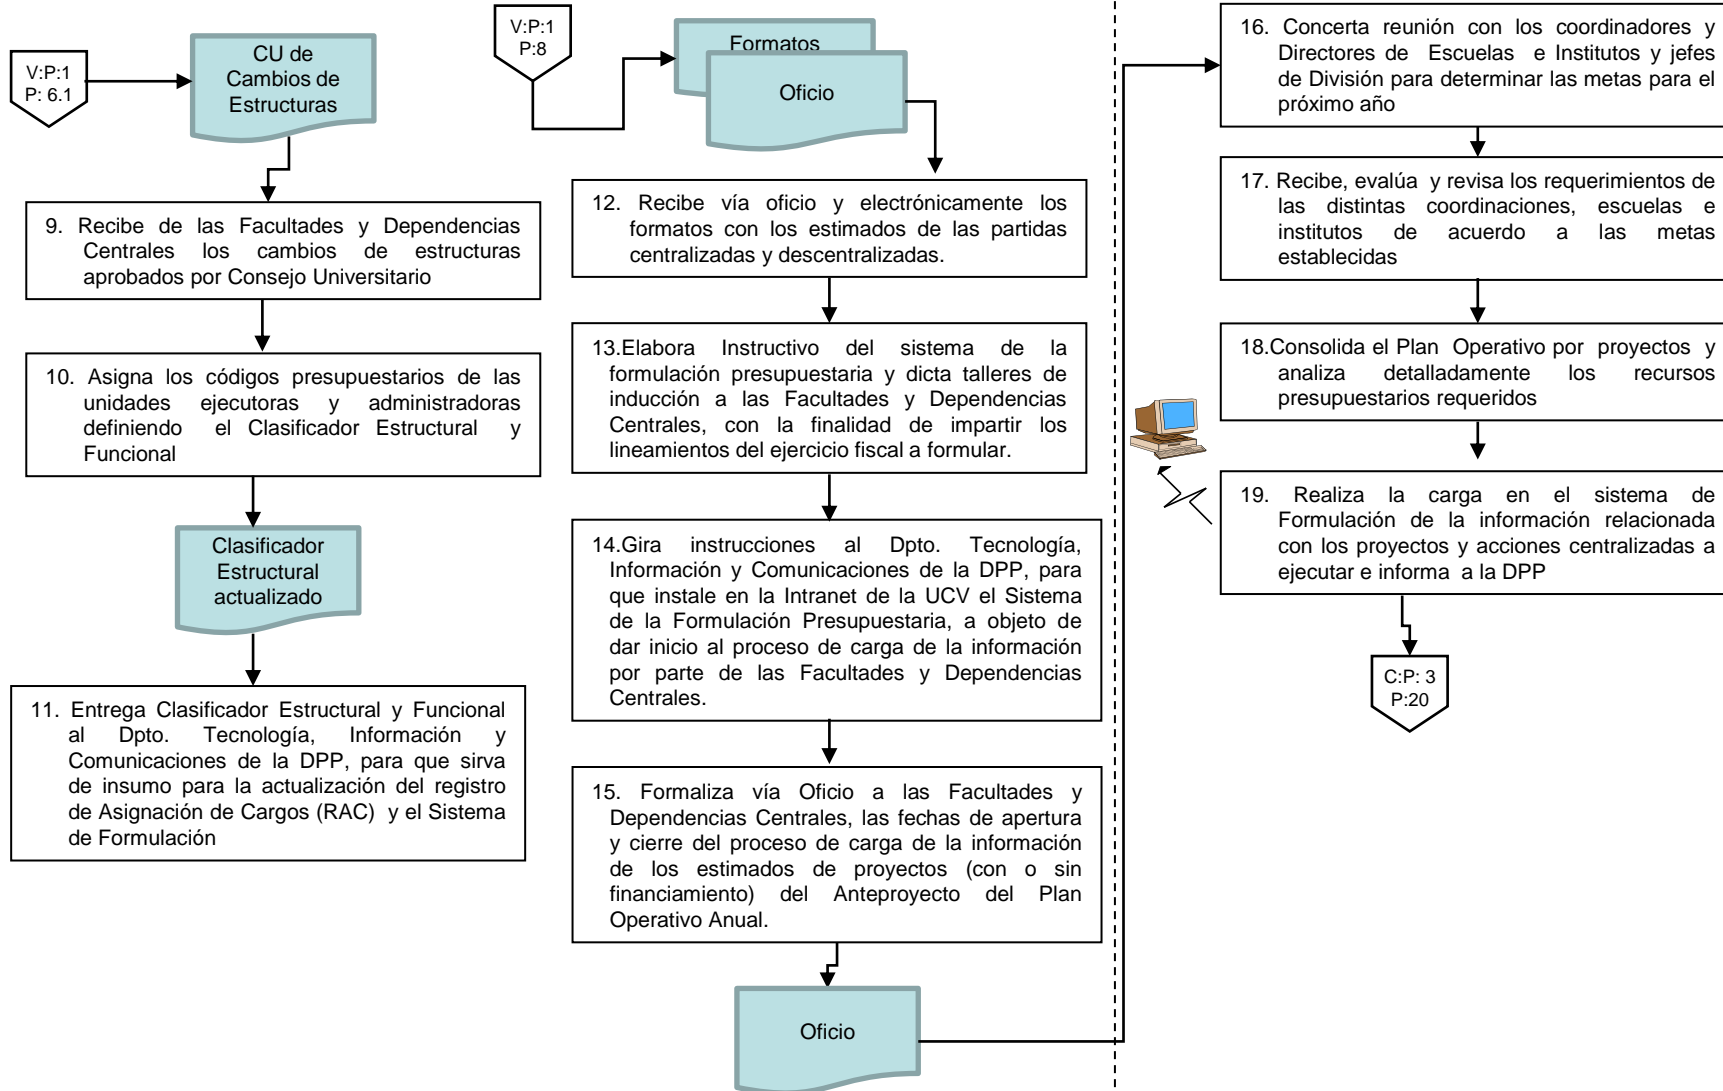 V:P:1
P: 6.1
CU de
Cambios de
Estructuras
9. Recibe de las Facultades y Dependencias
Centrales los cambios de estructuras
aprobados por Consejo Universitario
10. Asigna los códigos presupuestarios de las
unidades ejecutoras y administradoras
definiendo el Clasificador Estructural y
Funcional
Clasificador
Estructural
actualizado
11. Entrega Clasificador Estructural y Funcional
al Dpto. Tecnología, Información y
Comunicaciones de la DPP, para que sirva
de insumo para la actualización del registro
de Asignación de Cargos (RAC) y el Sistema
de Formulación
V:P:1
P:8
Formatos
Oficio
12. Recibe vía oficio y electrónicamente los
formatos con los estimados de las partidas
centralizadas y descentralizadas.
13.Elabora Instructivo del sistema de la
formulación presupuestaria y dicta talleres de
inducción a las Facultades y Dependencias
Centrales, con la finalidad de impartir los
lineamientos del ejercicio fiscal a formular.
14.Gira instrucciones al Dpto. Tecnología,
Información y Comunicaciones de la DPP, para
que instale en la Intranet de la UCV el Sistema
de la Formulación Presupuestaria, a objeto de
dar inicio al proceso de carga de la información
por parte de las Facultades y Dependencias
Centrales.
15. Formaliza vía Oficio a las Facultades y
Dependencias Centrales, las fechas de apertura
y cierre del proceso de carga de la información
de los estimados de proyectos (con o sin
financiamiento) del Anteproyecto del Plan
Operativo Anual.
Oficio
16. Concerta reunión con los coordinadores y
Directores de Escuelas e Institutos y jefes
de División para determinar las metas para el
próximo año
17. Recibe, evalúa y revisa los requerimientos de
las distintas coordinaciones, escuelas e
institutos de acuerdo a las metas
establecidas
18.Consolida el Plan Operativo por proyectos y
analiza detalladamente los recursos
presupuestarios requeridos
19. Realiza la carga en el sistema de
Formulación de la información relacionada
con los proyectos y acciones centralizadas a
ejecutar e informa a la DPP
C:P: 3
P:20